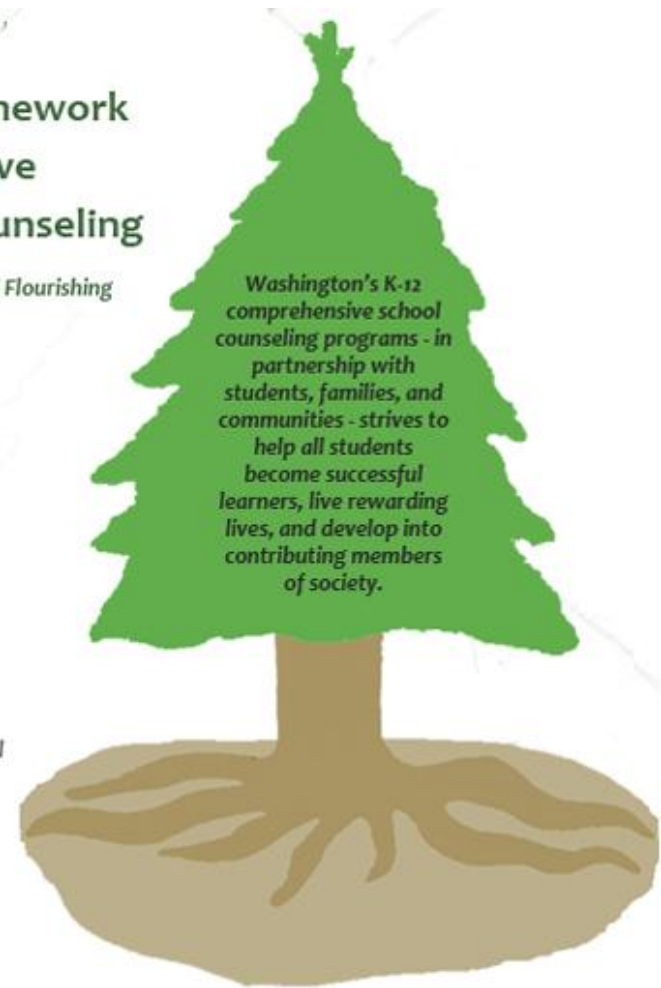 nework
ve
unseling
Flourishing
Washington's K-12
comprehensive school
counseling programs - in
partnership with
students, families, and
communities - strives to
help all students
become successful
learners, live rewarding
lives, and develop into
contributing members
of society.